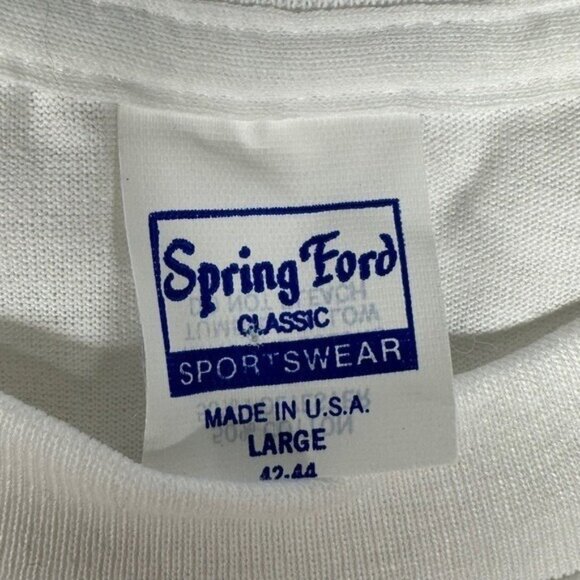 Spring Ford
CLASSIC
SPORTSWEAR
MADE IN U.S.A.
LARGE
42-44